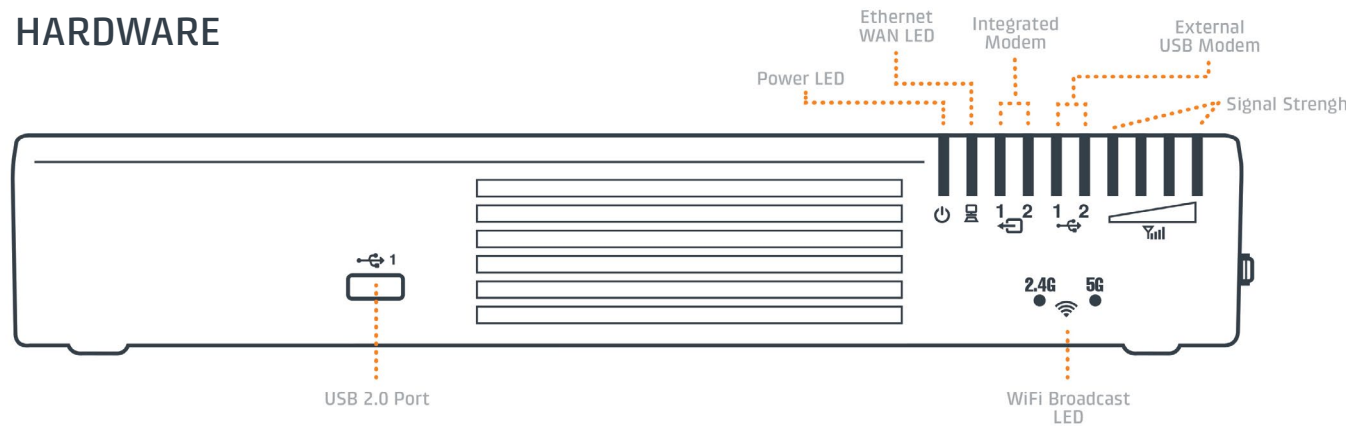 HARDWARE
Ethernet
WAN LED
Integrated
Modem
External
USB Modem
Power LED
Signal Strengh
1 2 1 2
1
2.4G 5G
USB 2.0 Port
WiFi Broadcast
LED